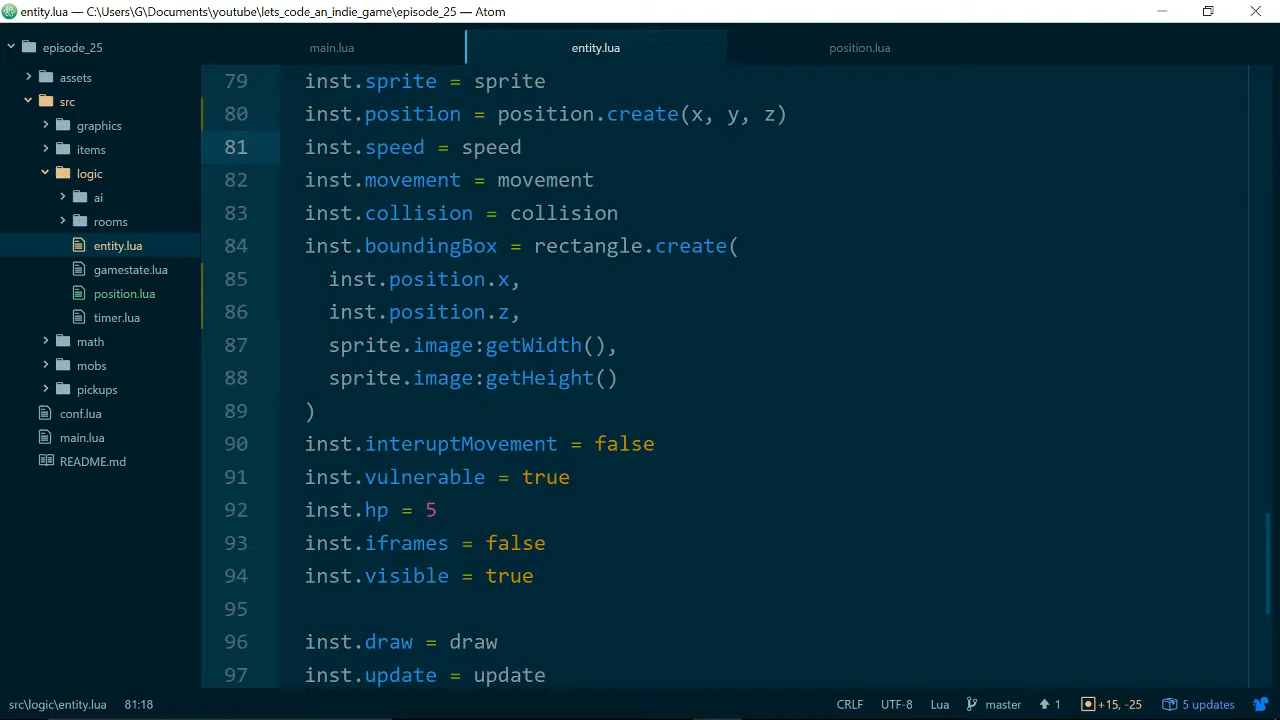 entity.lua — C:\Users\G\Documents\youtube\lets_code_an_indie_game\episode_25 — Atom
episode_25
main.lua
entity.lua
position.lua
assets
src
graphics
items
logic
ai
rooms
entity.lua
gamestate.lua
position.lua
timer.lua
math
mobs
pickups
conf.lua
main.lua
README.md
79 inst.sprite = sprite
80 inst.position = position.create(x, y, z)
81 inst.speed = speed
82 inst.movement = movement
83 inst.collision = collision
84 inst.boundingBox = rectangle.create(
85 inst.position.x,
86 inst.position.z,
87 sprite.image:getWidth(),
88 sprite.image:getHeight()
89 )
90 inst.interuptMovement = false
91 inst.vulnerable = true
92 inst.hp = 5
93 inst.iframes = false
94 inst.visible = true
95
96 inst.draw = draw
97 inst.update = update
src\logic\entity.lua 81:18 CRLF UTF-8 Lua master 1 +15, -25 5 updates